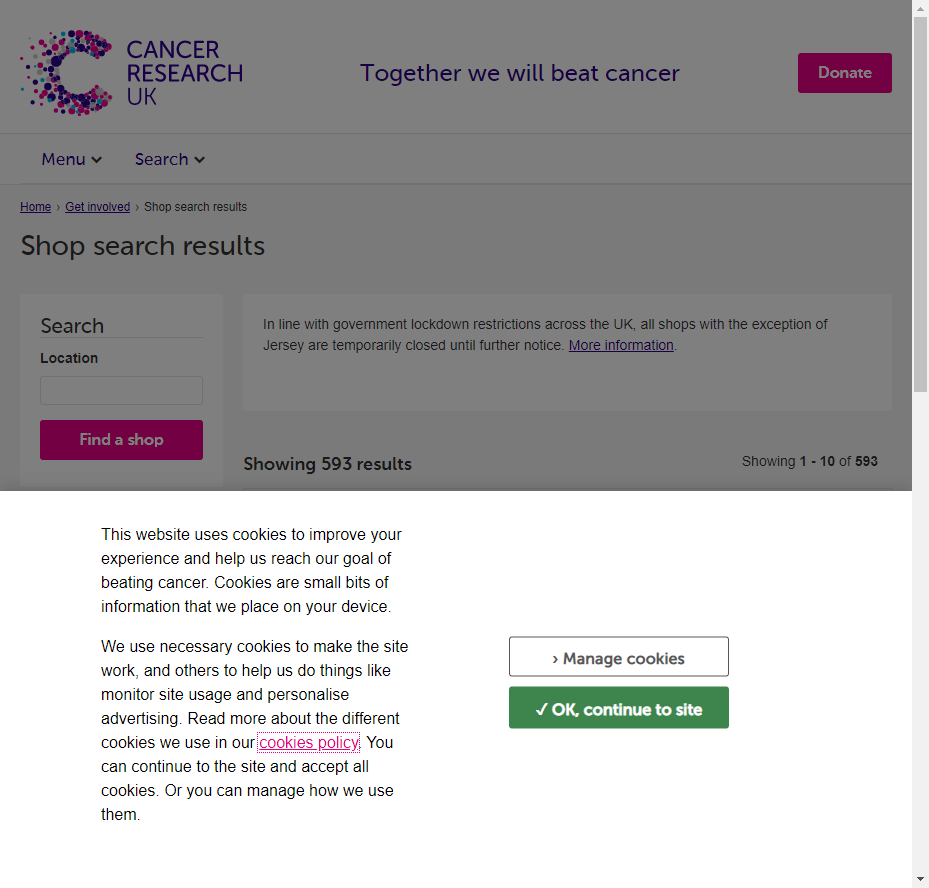 CANCER
RESEARCH
UK
Together we will beat cancer
Donate
Menu
Search
Home › Get involved › Shop search results
Shop search results
Search
Location
Find a shop
In line with government lockdown restrictions across the UK, all shops with the exception of
Jersey are temporarily closed until further notice. More information.
Showing 593 results
Showing 1 - 10 of 593
This website uses cookies to improve your
experience and help us reach our goal of
beating cancer. Cookies are small bits of
information that we place on your device.
We use necessary cookies to make the site
work, and others to help us do things like
monitor site usage and personalise
advertising. Read more about the different
cookies we use in our cookies policy. You
can continue to the site and accept all
cookies. Or you can manage how we use
them.
› Manage cookies
✓ OK, continue to site